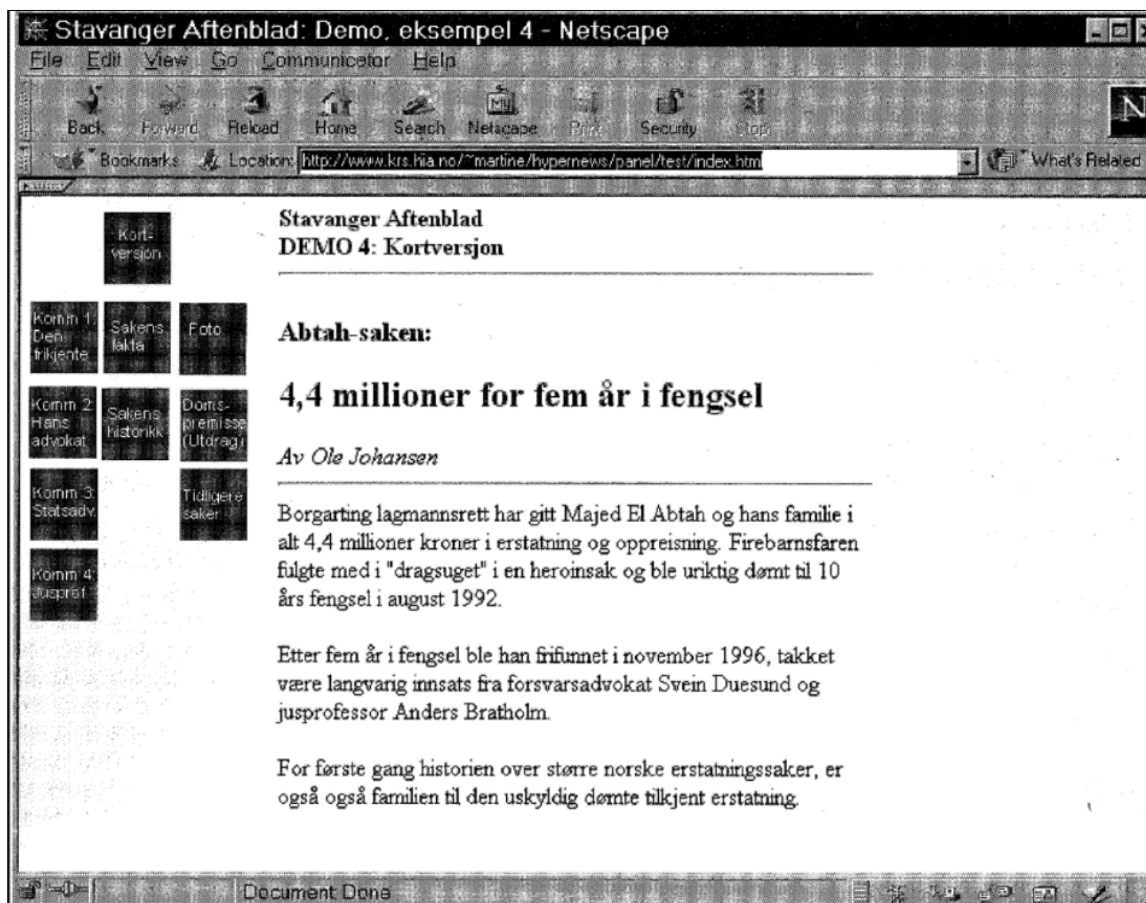 Stavanger Aftenblad: Demo, eksempel 4 - Netscape
File Edit View Go Communicator Help
Back Forward Reload Home Search Netscape Print Security Stop
Bookmarks Location: http://www.krs.hia.no/~martine/hypernews/panel/test/index.htm What's Related
Kort-
versjon
Komm 1:
Den
frikjente
Sakens
fakta
Foto
Komm 2:
Hans
advokat
Sakens
historikk
Doms-
premisse
(Utdrag)
Komm 3:
Statsadv.
Tidligere
saker
Komm 4:
Jusprof.
Stavanger Aftenblad
DEMO 4: Kortversjon
Abtah-saken:
4,4 millioner for fem år i fengsel
Av Ole Johansen
Borgarting lagmannsrett har gitt Majed El Abtah og hans familie i
alt 4,4 millioner kroner i erstatning og oppreisning. Firebarnsfaren
fulgte med i "dragsuget" i en heroinsak og ble uriktig dømt til 10
års fengsel i august 1992.
Etter fem år i fengsel ble han frifunnet i november 1996, takket
være langvarig innsats fra forsvarsadvokat Svein Duesund og
jusprofessor Anders Bratholm.
For første gang historien over større norske erstatningssaker, er
også også familien til den uskyldig dømte tilkjent erstatning.
Document: Done